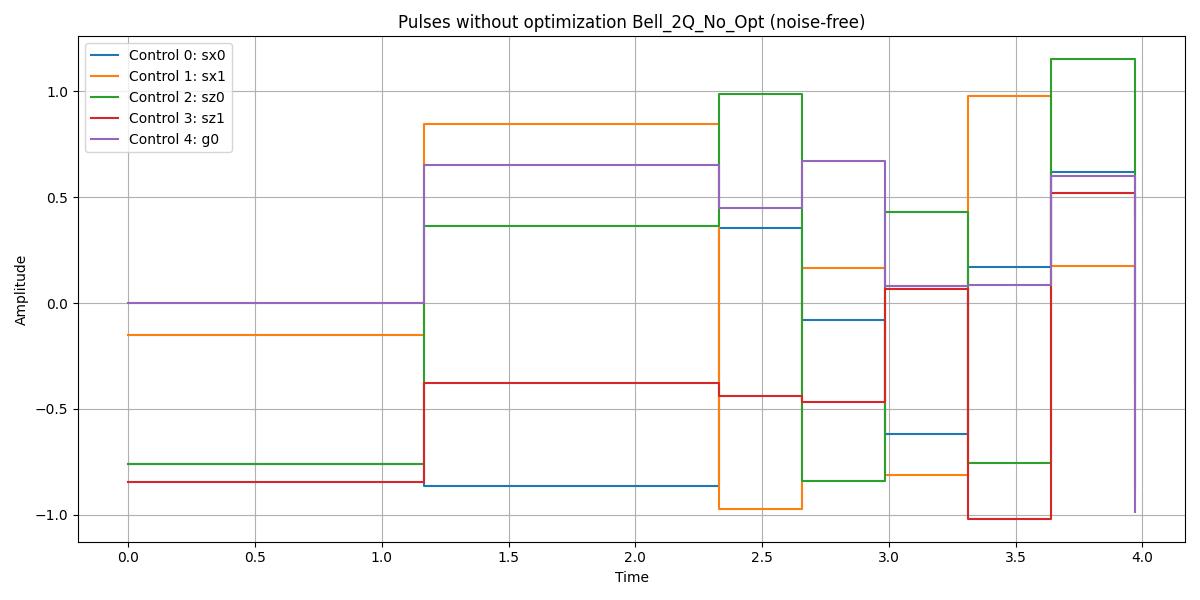 Pulses without optimization Bell_2Q_No_Opt (noise-free)
Control 0: sx0
Control 1: sx1
Control 2: sz0
Control 3: sz1
Control 4: g0
Amplitude
1.0
0.5
0.0
−0.5
−1.0
0.0 0.5 1.0 1.5 2.0 2.5 3.0 3.5 4.0
Time